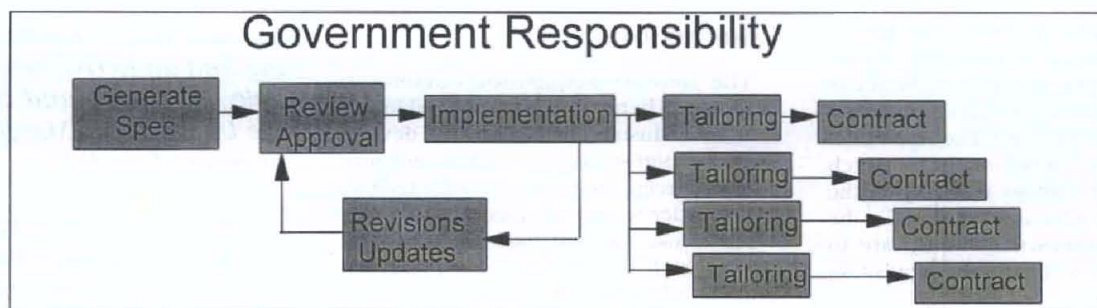 Government Responsibility
Generate
Spec
Review
Approval
Implementation
Tailoring
Contract
Tailoring
Contract
Revisions
Updates
Tailoring
Contract
Tailoring
Contract